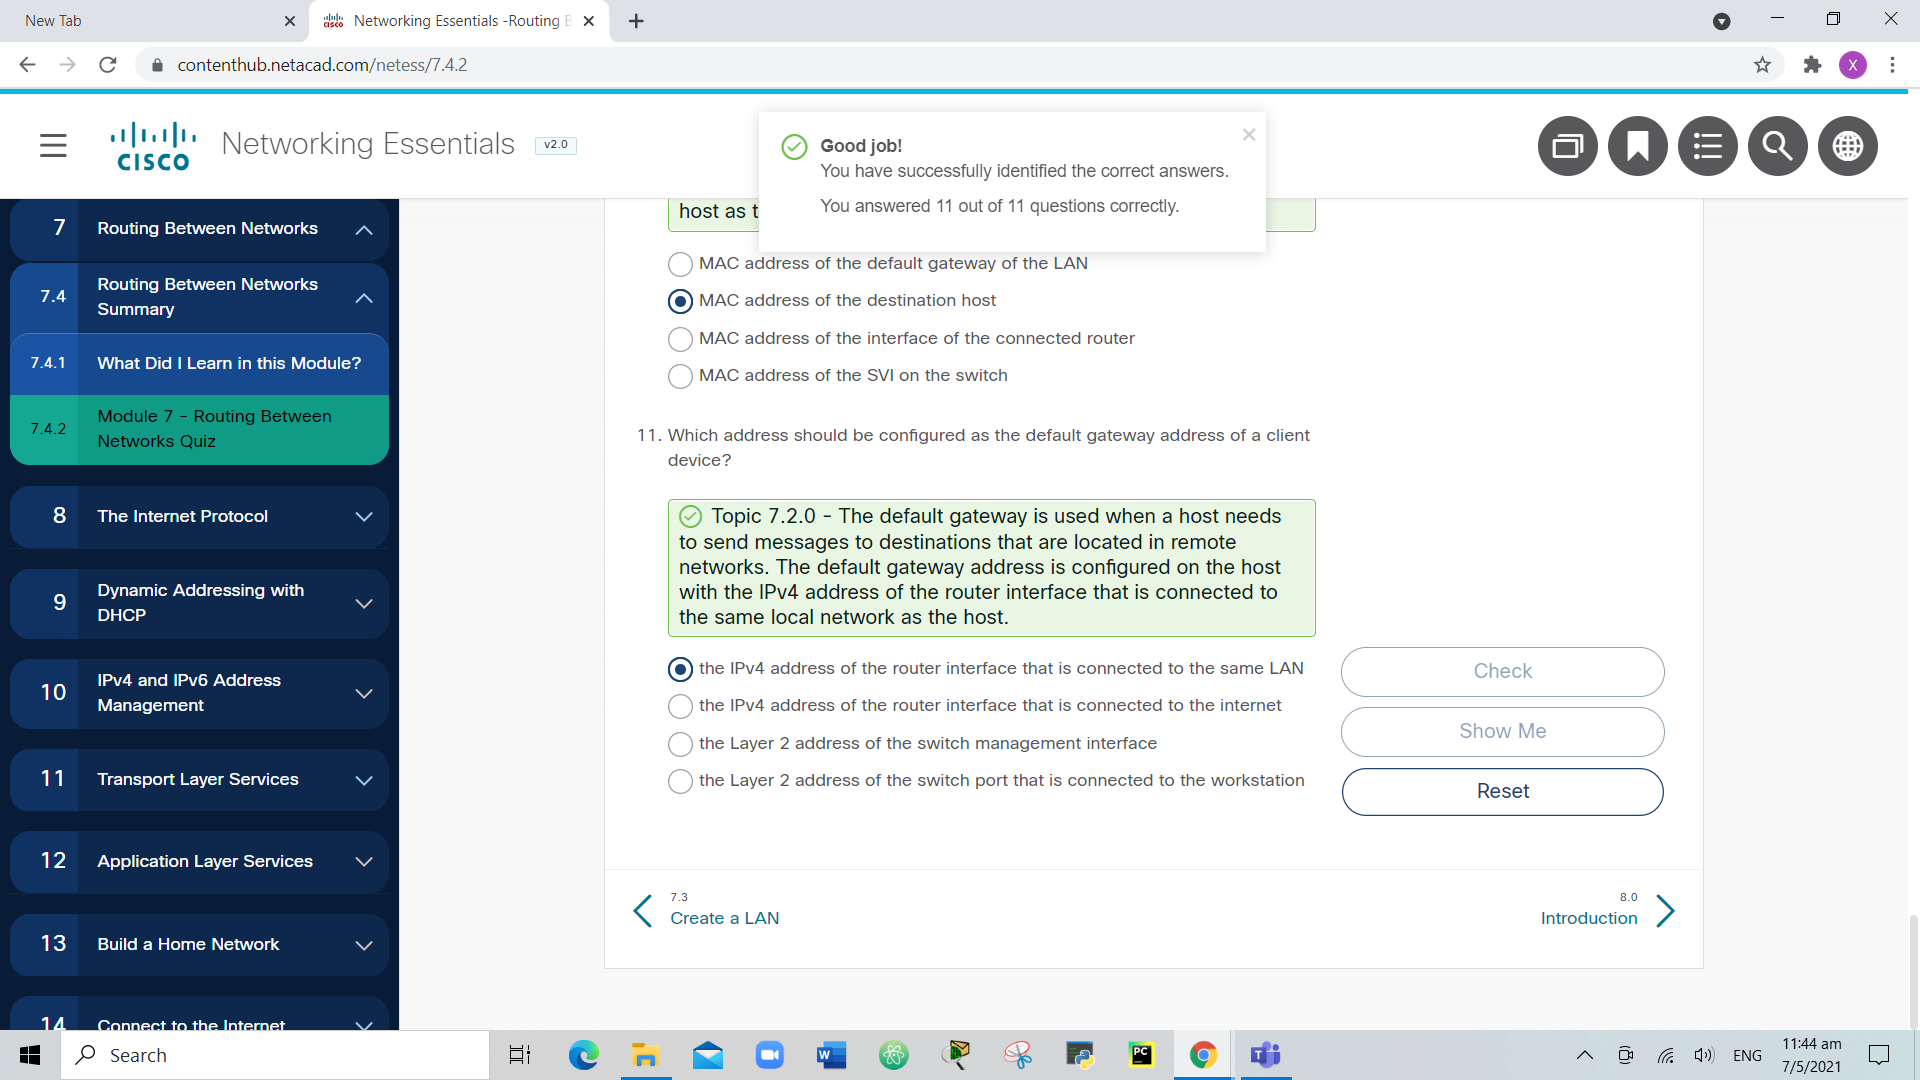 New Tab
Networking Essentials -Routing B
contenthub.netacad.com/netess/7.4.2
X
CISCO
Networking Essentials
v2.0
Good job!
You have successfully identified the correct answers.
You answered 11 out of 11 questions correctly.
7
Routing Between Networks
7.4
Routing Between Networks
Summary
7.4.1
What Did I Learn in this Module?
7.4.2
Module 7 - Routing Between
Networks Quiz
8
The Internet Protocol
9
Dynamic Addressing with
DHCP
10
IPv4 and IPv6 Address
Management
11
Transport Layer Services
12
Application Layer Services
13
Build a Home Network
14
Connect to the Internet
host as t
MAC address of the default gateway of the LAN
MAC address of the destination host
MAC address of the interface of the connected router
MAC address of the SVI on the switch
11. Which address should be configured as the default gateway address of a client
device?
Topic 7.2.0 - The default gateway is used when a host needs
to send messages to destinations that are located in remote
networks. The default gateway address is configured on the host
with the IPv4 address of the router interface that is connected to
the same local network as the host.
the IPv4 address of the router interface that is connected to the same LAN
the IPv4 address of the router interface that is connected to the internet
the Layer 2 address of the switch management interface
the Layer 2 address of the switch port that is connected to the workstation
Check
Show Me
Reset
7.3
Create a LAN
8.0
Introduction
Search
ENG
11:44 am
7/5/2021